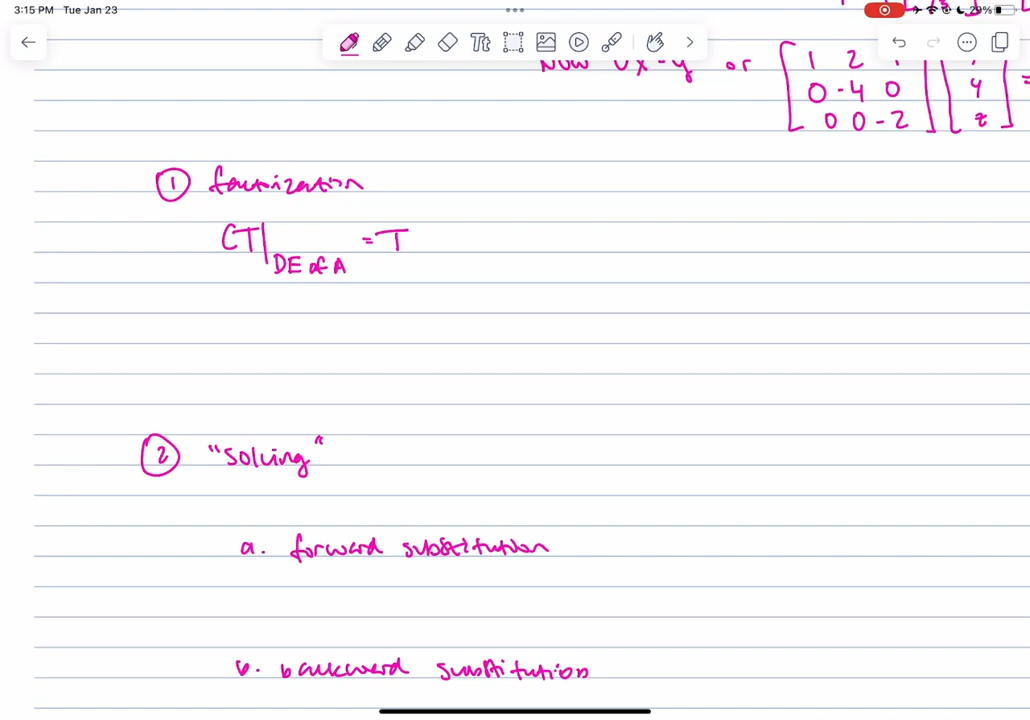 3:15 PM Tue Jan 23
29%
Tt
Now Ux = y or
1 2
0 -4 0
0 0 -2
y
z
=
① factorization
CT|DE of A = T
② "solving"
a. forward substitution
b. backward substitution